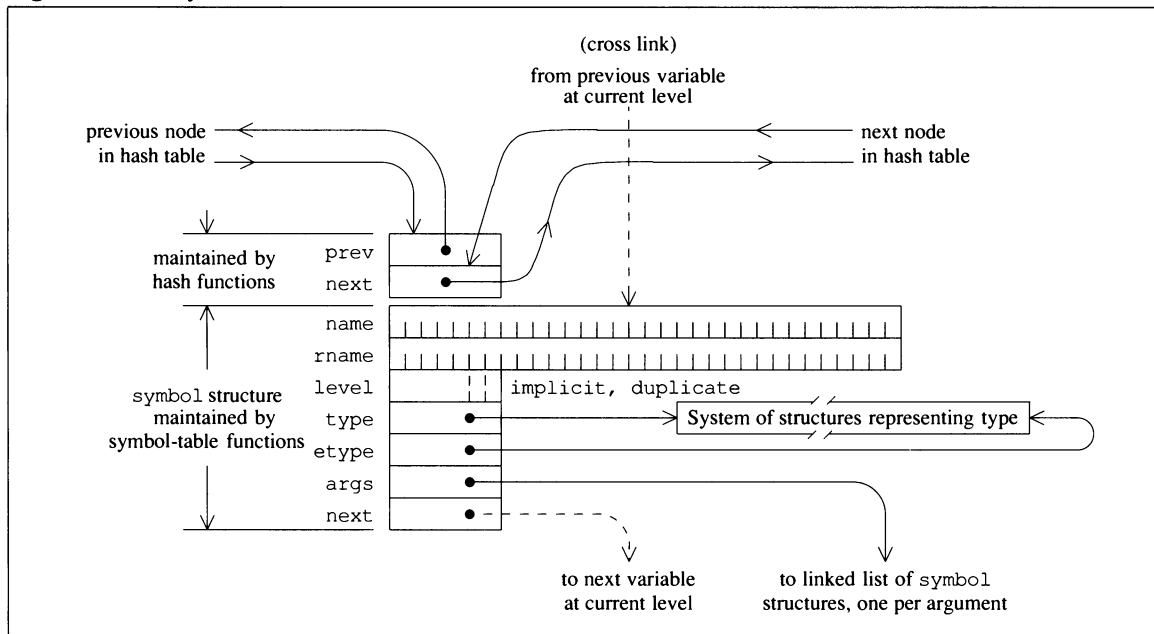 (cross link)
from previous variable
at current level
previous node
in hash table
next node
in hash table
maintained by
hash functions
prev
next
name
rname
level
implicit, duplicate
symbol structure
maintained by
symbol-table functions
type
System of structures representing type
etype
args
next
to next variable
at current level
to linked list of symbol
structures, one per argument